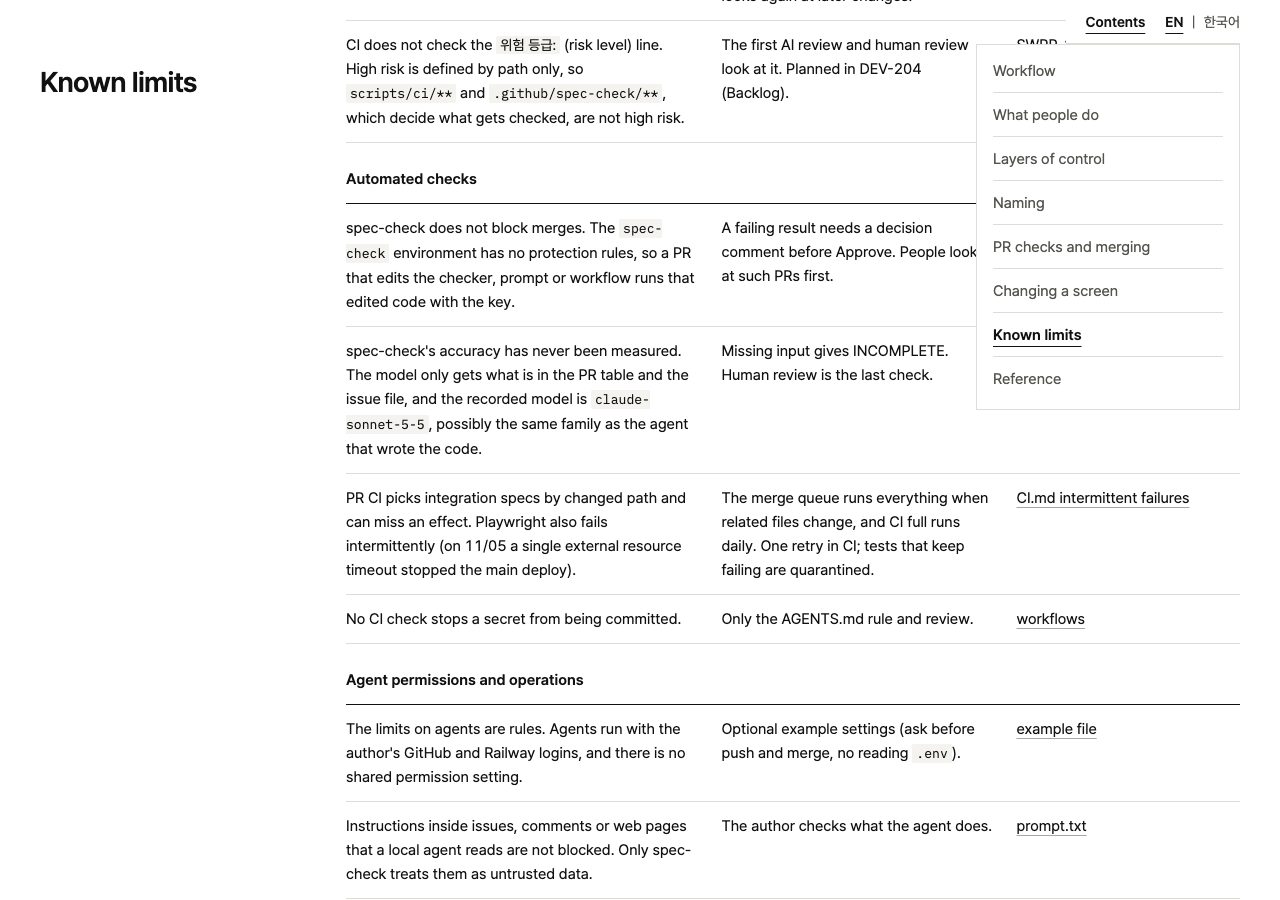 Contents EN | 한국어
Known limits
CI does not check the 위험 등급: (risk level) line.
High risk is defined by path only, so
scripts/ci/** and .github/spec-check/**,
which decide what gets checked, are not high risk.
The first AI review and human review
look at it. Planned in DEV-204
(Backlog).
Workflow
What people do
Layers of control
Naming
PR checks and merging
Changing a screen
Known limits
Reference
Automated checks
spec-check does not block merges. The spec-
check environment has no protection rules, so a PR
that edits the checker, prompt or workflow runs that
edited code with the key.
A failing result needs a decision
comment before Approve. People look
at such PRs first.
spec-check's accuracy has never been measured.
The model only gets what is in the PR table and the
issue file, and the recorded model is claude-
sonnet-5-5, possibly the same family as the agent
that wrote the code.
Missing input gives INCOMPLETE.
Human review is the last check.
PR CI picks integration specs by changed path and
can miss an effect. Playwright also fails
intermittently (on 11/05 a single external resource
timeout stopped the main deploy).
The merge queue runs everything when
related files change, and CI full runs
daily. One retry in CI; tests that keep
failing are quarantined.
CI.md intermittent failures
No CI check stops a secret from being committed.
Only the AGENTS.md rule and review.
workflows
Agent permissions and operations
The limits on agents are rules. Agents run with the
author's GitHub and Railway logins, and there is no
shared permission setting.
Optional example settings (ask before
push and merge, no reading .env).
example file
Instructions inside issues, comments or web pages
that a local agent reads are not blocked. Only spec-
check treats them as untrusted data.
The author checks what the agent does.
prompt.txt